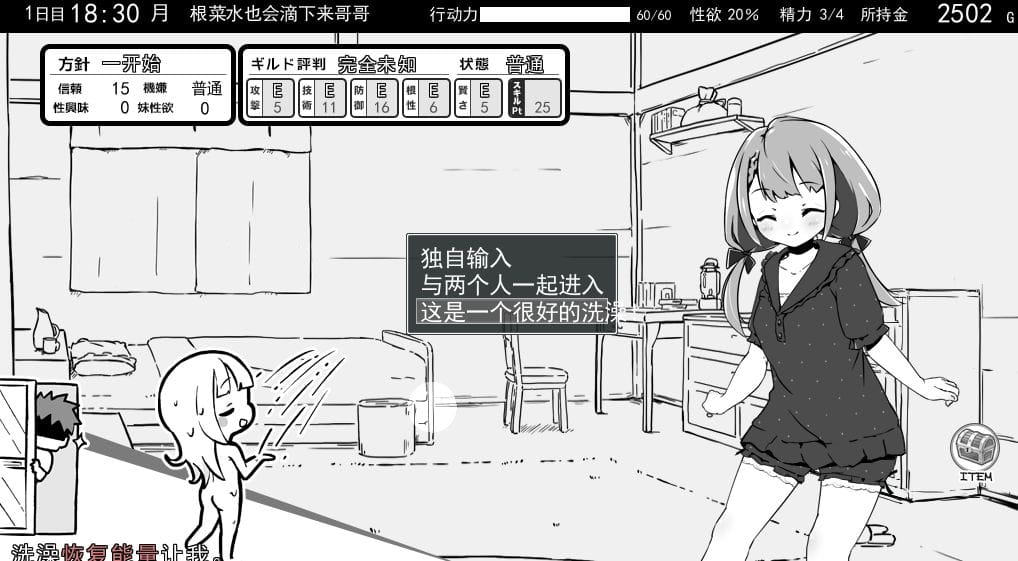 1日目 18:30 月 根菜水也会滴下来哥哥 行动力 60/60 性欲 20% 精力 3/4 所持金 2502 G
方針 一开始
信頼 15 機嫌 普通
性興味 0 妹性欲 0
ギルド評判 完全未知 状態 普通
攻撃 E 5 技術 E 11 防御 E 16 根性 E 6 賢さ E 5 スキルPt 25
独自输入
与两个人一起进入
这是一个很好的洗澡
ITEM
洗澡恢复能量让我。